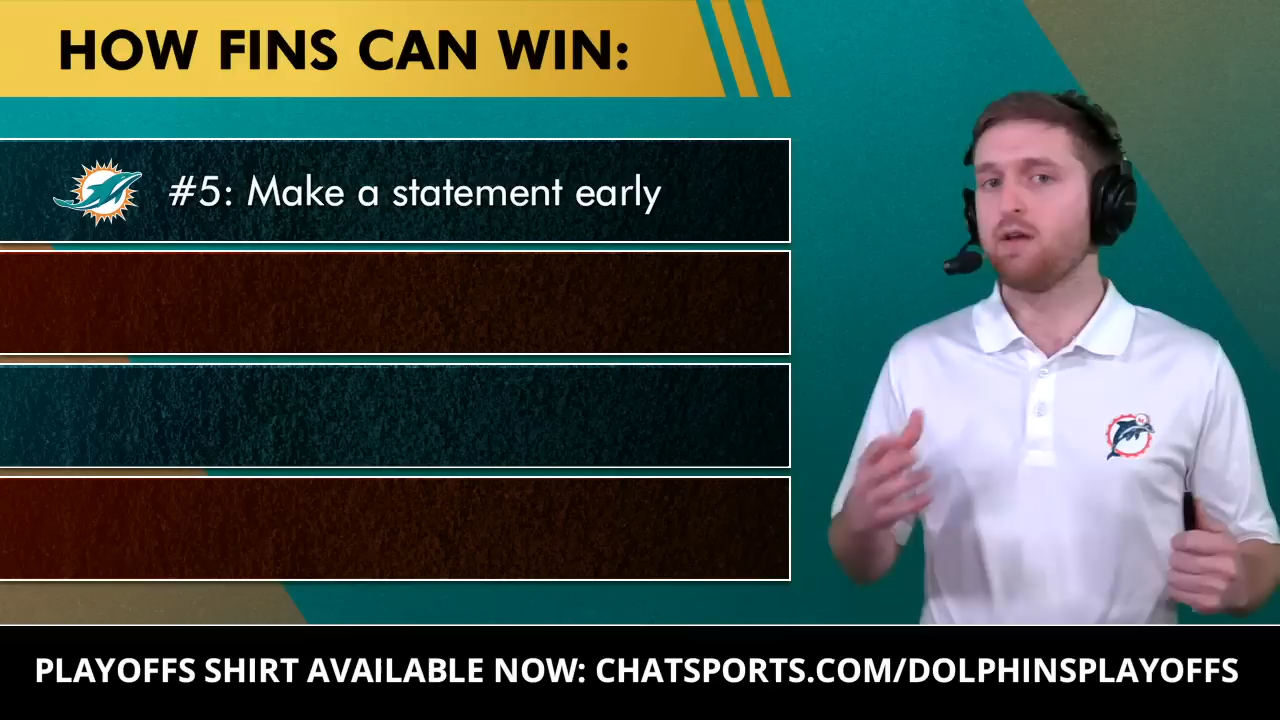 HOW FINS CAN WIN:
#5: Make a statement early
PLAYOFFS SHIRT AVAILABLE NOW: CHATSPORTS.COM/DOLPHINSPLAYOFFS